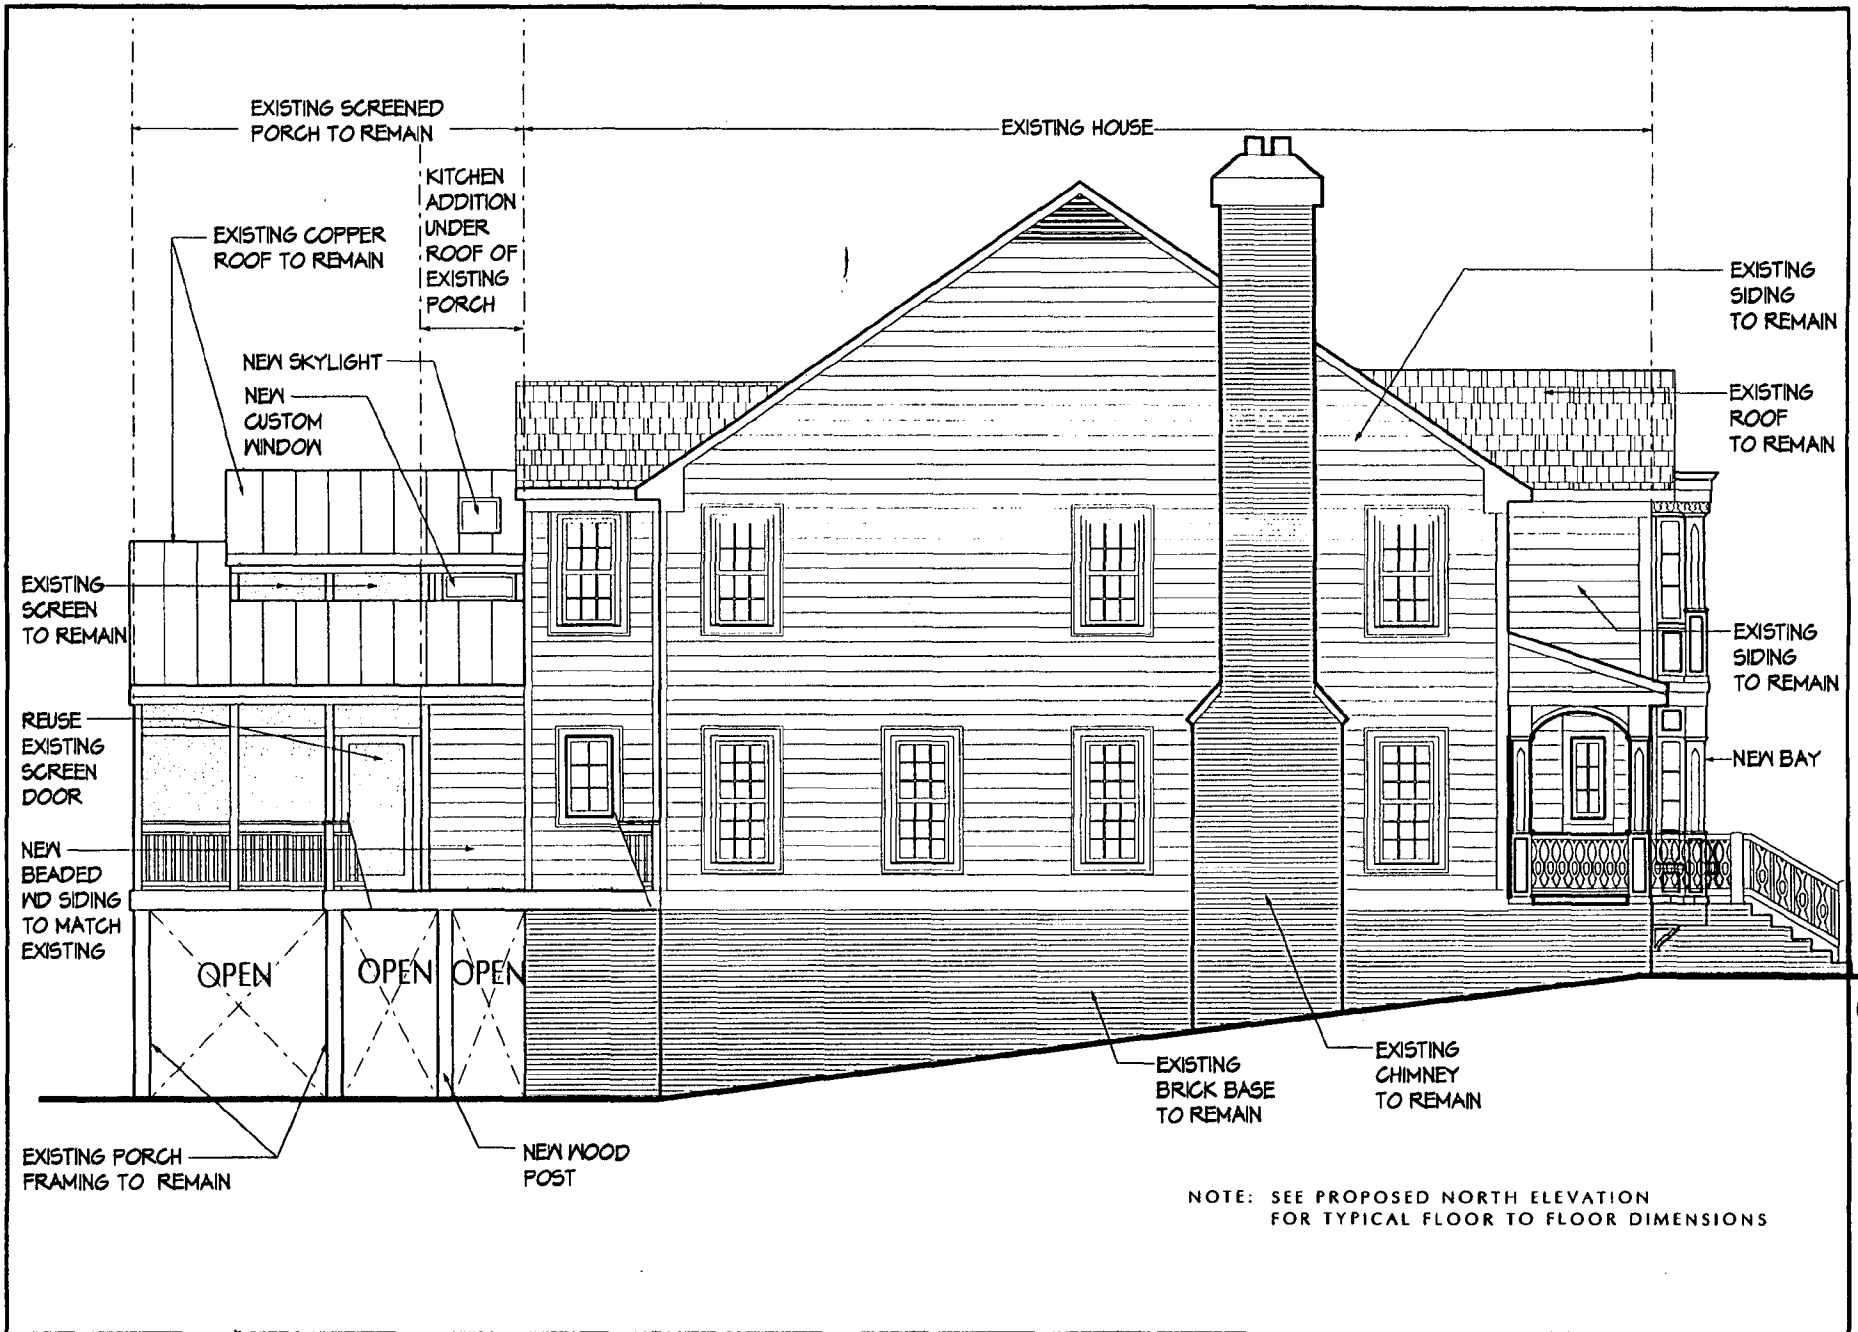 EXISTING SCREENED
PORCH TO REMAIN
EXISTING HOUSE
KITCHEN
ADDITION
UNDER
ROOF OF
EXISTING
PORCH
EXISTING COPPER
ROOF TO REMAIN
EXISTING
SIDING
TO REMAIN
NEW SKYLIGHT
NEW
CUSTOM
WINDOW
EXISTING
ROOF
TO REMAIN
EXISTING
SCREEN
TO REMAIN
EXISTING
SIDING
TO REMAIN
REUSE
EXISTING
SCREEN
DOOR
NEW BAY
NEW
BEADED
WD SIDING
TO MATCH
EXISTING
OPEN
OPEN
OPEN
EXISTING
BRICK BASE
TO REMAIN
EXISTING
CHIMNEY
TO REMAIN
EXISTING PORCH
FRAMING TO REMAIN
NEW WOOD
POST
NOTE: SEE PROPOSED NORTH ELEVATION
FOR TYPICAL FLOOR TO FLOOR DIMENSIONS